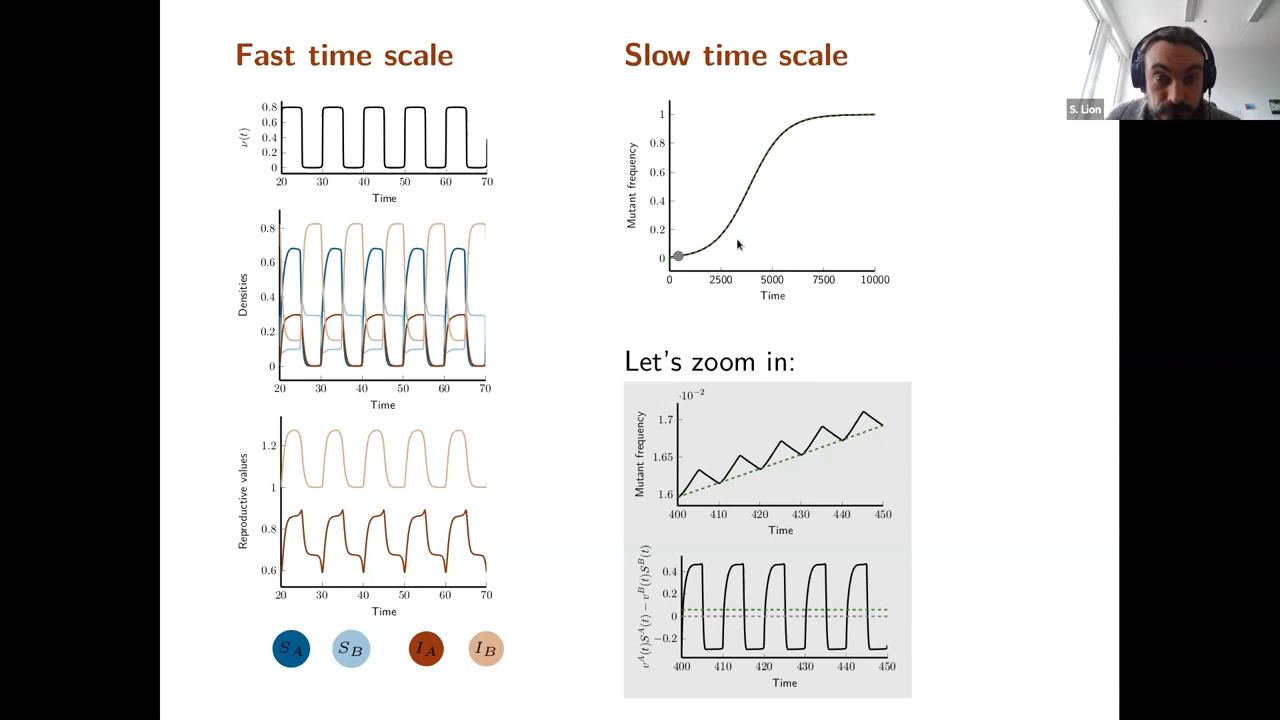 Fast time scale
0.8
0.6
0.4
0.2
0
ν(t)
20 30 40 50 60 70
Time
0.8
0.6
0.4
0.2
0
Densities
20 30 40 50 60 70
Time
1.2
1
0.8
0.6
Reproductive values
20 30 40 50 60 70
Time
S_A S_B I_A I_B
Slow time scale
1
0.8
0.6
0.4
0.2
0
Mutant frequency
0 2500 5000 7500 10000
Time
Let's zoom in:
·10⁻²
1.7
1.65
1.6
Mutant frequency
400 410 420 430 440 450
Time
0.4
0.2
0
−0.2
v^A(t)S^A(t) − v^B(t)S^B(t)
400 410 420 430 440 450
Time
S. Lion